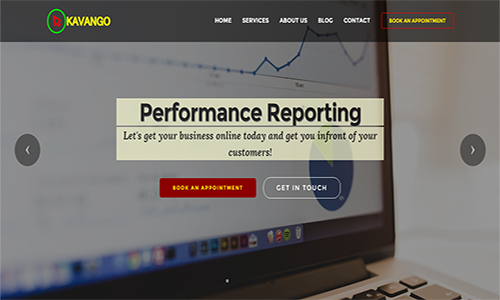 KAVANGO
HOME SERVICES ABOUT US BLOG CONTACT BOOK AN APPOINTMENT
Performance Reporting
Let's get your business online today and get you infront of your
customers!
BOOK AN APPOINTMENT GET IN TOUCH